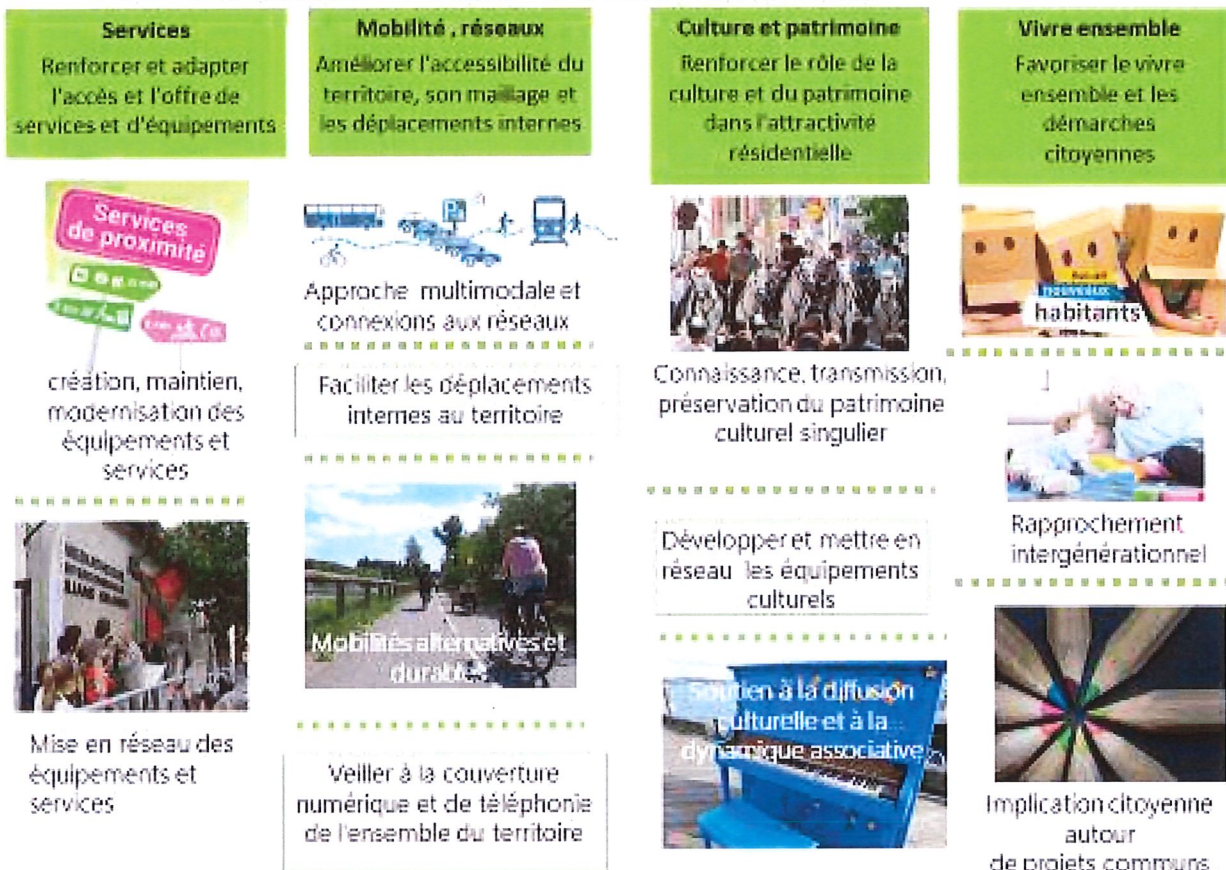 Services
Renforcer et adapter
l'accès et l'offre de
services et d'équipements
Services
de proximité
création, maintien,
modernisation des
équipements et
services
Mise en réseau des
équipements et
services
Mobilité , réseaux
Améliorer l'accessibilité du
territoire, son maillage et
les déplacements internes
P
Approche multimodale et
connexions aux réseaux
Faciliter les déplacements
internes au territoire
Mobilités alternatives et
durables
Veiller à la couverture
numérique et de téléphonie
de l'ensemble du territoire
Culture et patrimoine
Renforcer le rôle de la
culture et du patrimoine
dans l'attractivité
résidentielle
Connaissance, transmission,
préservation du patrimoine
culturel singulier
Développer et mettre en
réseau les équipements
culturels
Soutien à la diffusion
culturelle et à la
dynamique associative
Vivre ensemble
Favoriser le vivre
ensemble et les
démarches
citoyennes
nouveaux
habitants
Rapprochement
intergénérationnel
Implication citoyenne
autour
de projets communs